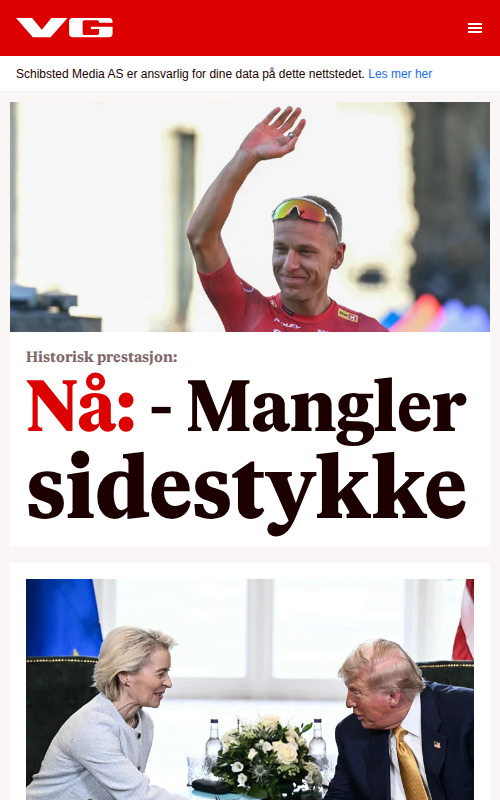 VG
Schibsted Media AS er ansvarlig for dine data på dette nettstedet. Les mer her
Historisk prestasjon:
Nå: - Mangler
sidestykke